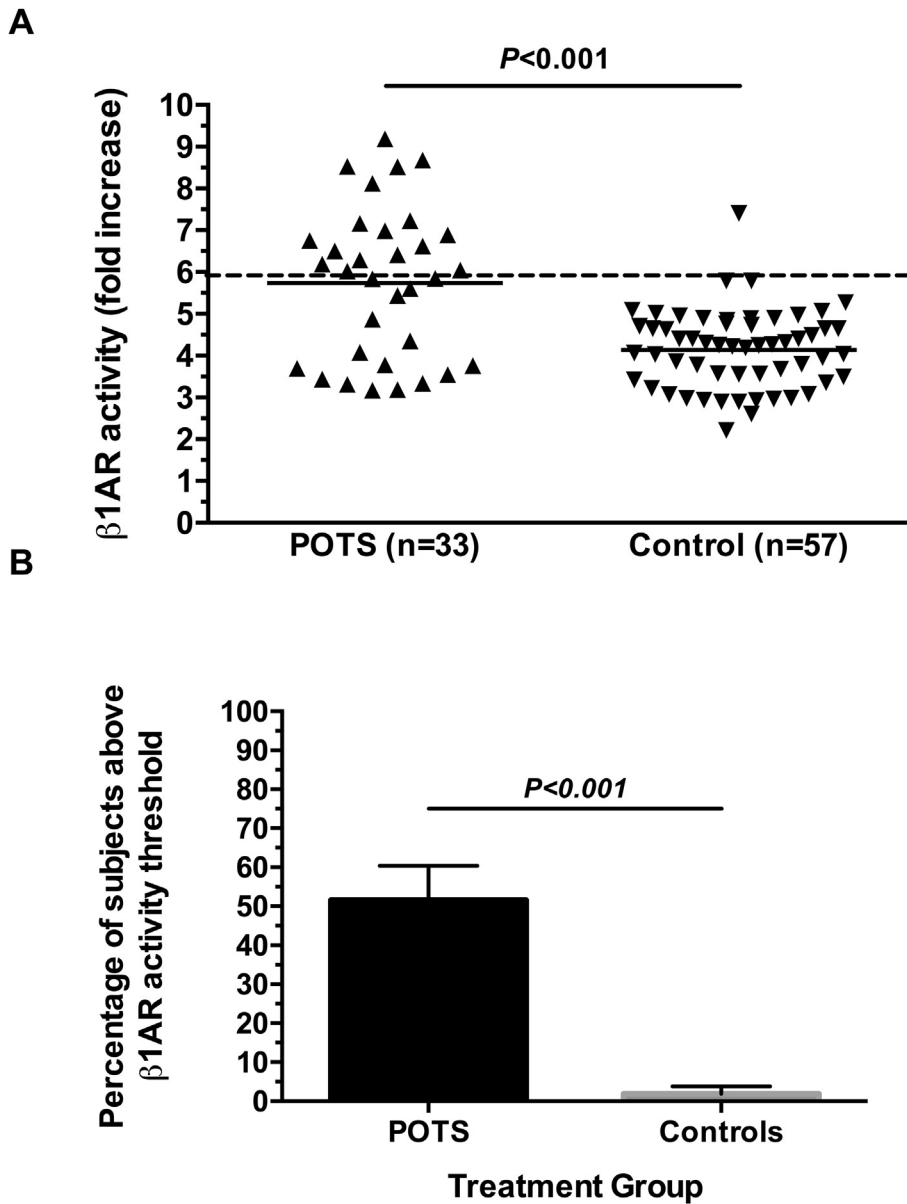 A
P<0.001
β1AR activity (fold increase)
10
9
8
7
6
5
4
3
2
1
0
POTS (n=33)
Control (n=57)
B
Percentage of subjects above
β1AR activity threshold
100
90
80
70
60
50
40
30
20
10
0
P<0.001
POTS
Controls
Treatment Group